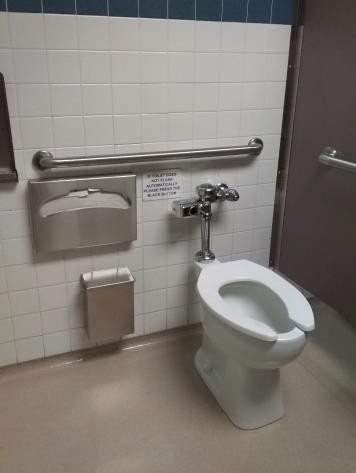 IF TOILET DOES
NOT FLUSH
AUTOMATICALLY
PLEASE PRESS THE
BLACK BUTTON